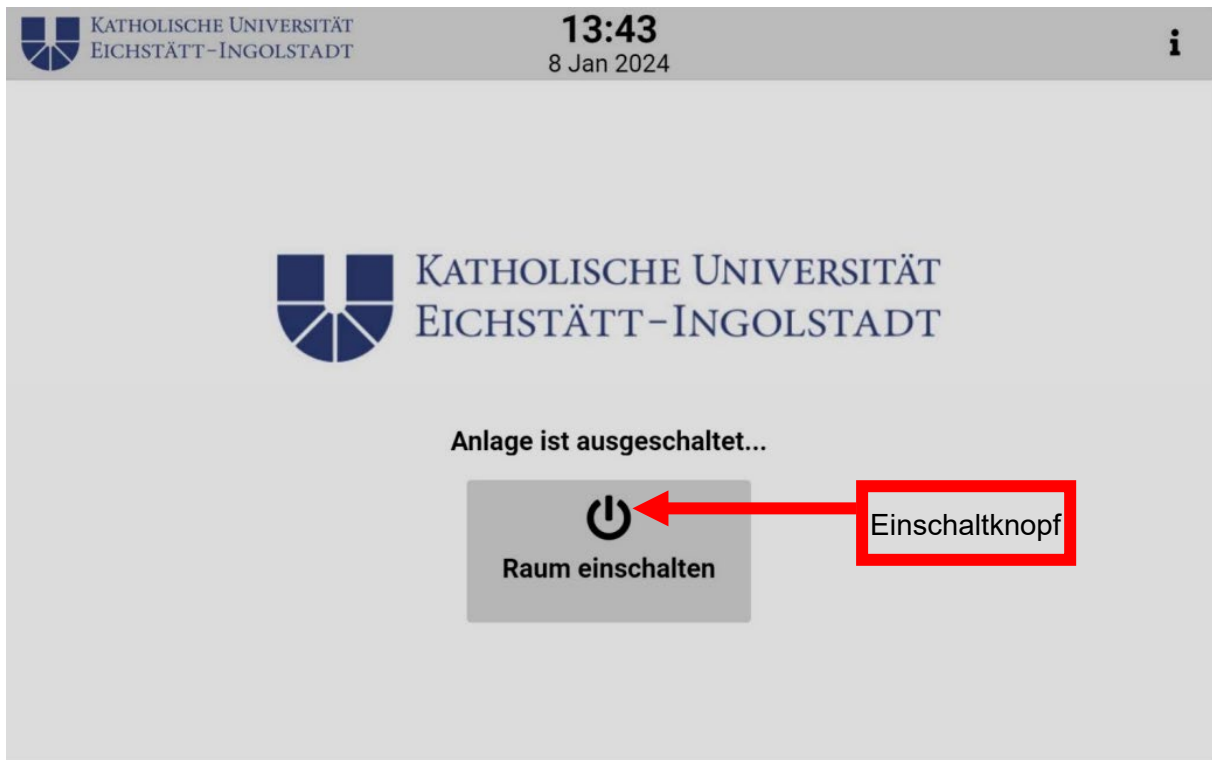 KATHOLISCHE UNIVERSITÄT
EICHSTÄTT-INGOLSTADT
13:43
8 Jan 2024
i
KATHOLISCHE UNIVERSITÄT
EICHSTÄTT-INGOLSTADT
Anlage ist ausgeschaltet...
Raum einschalten
Einschaltknopf